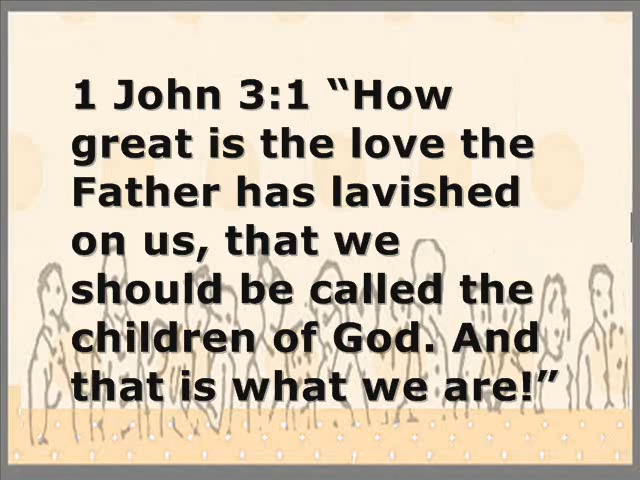 1 John 3:1 “How
great is the love the
Father has lavished
on us, that we
should be called the
children of God. And
that is what we are!”